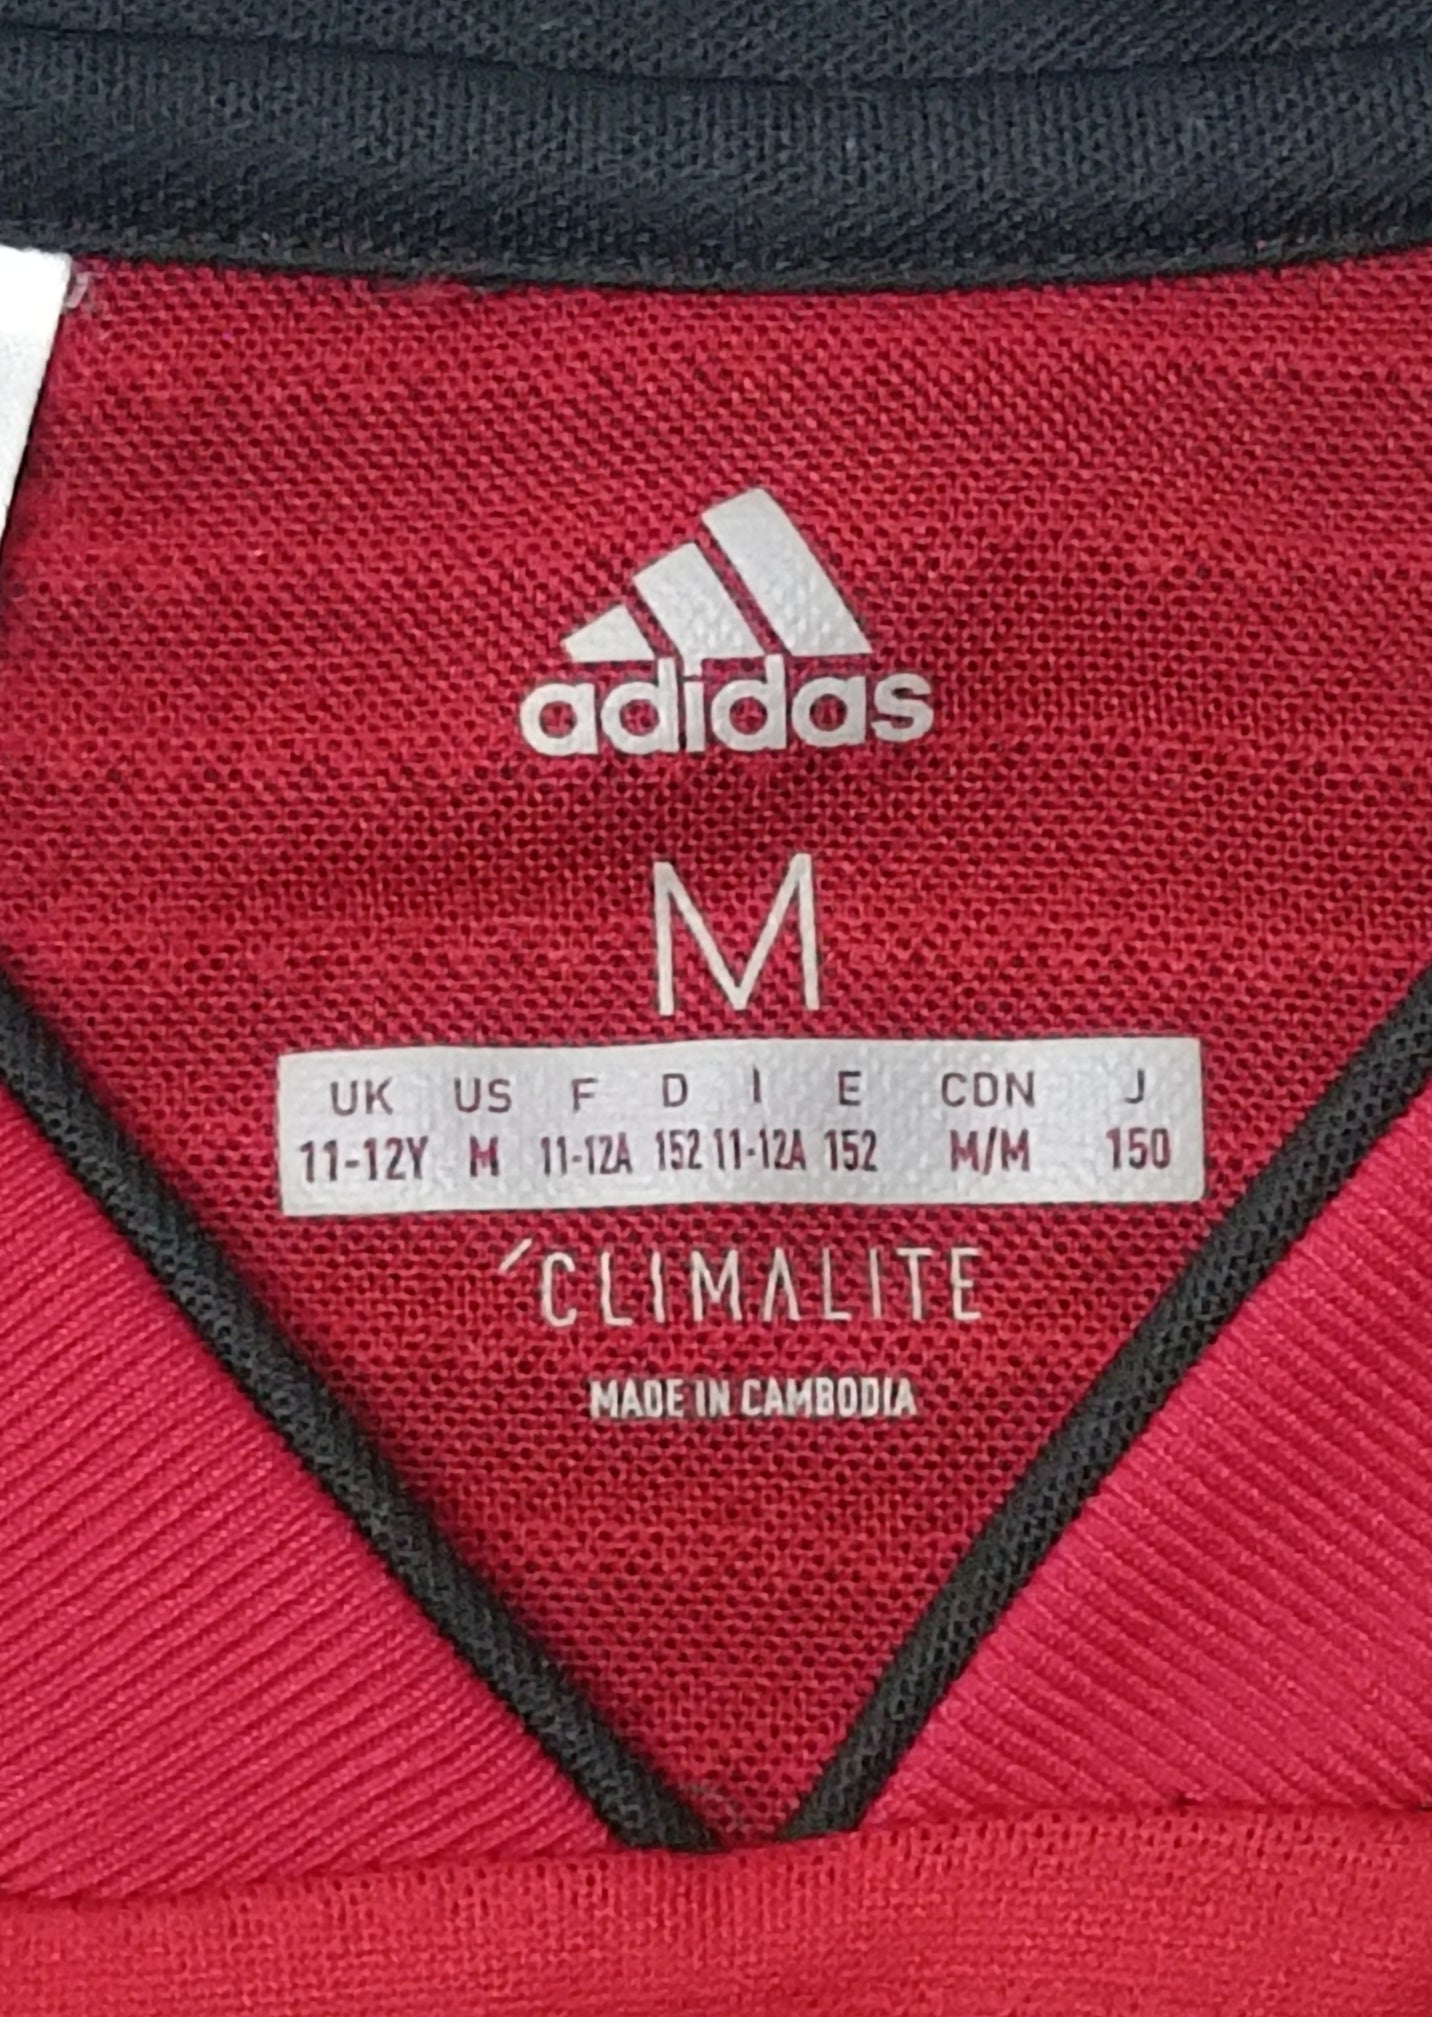 adidas
M
UK US F D I E CDN J
11-12Y M 11-12A 152 11-12A 152 M/M 150
CLIMALITE
MADE IN CAMBODIA